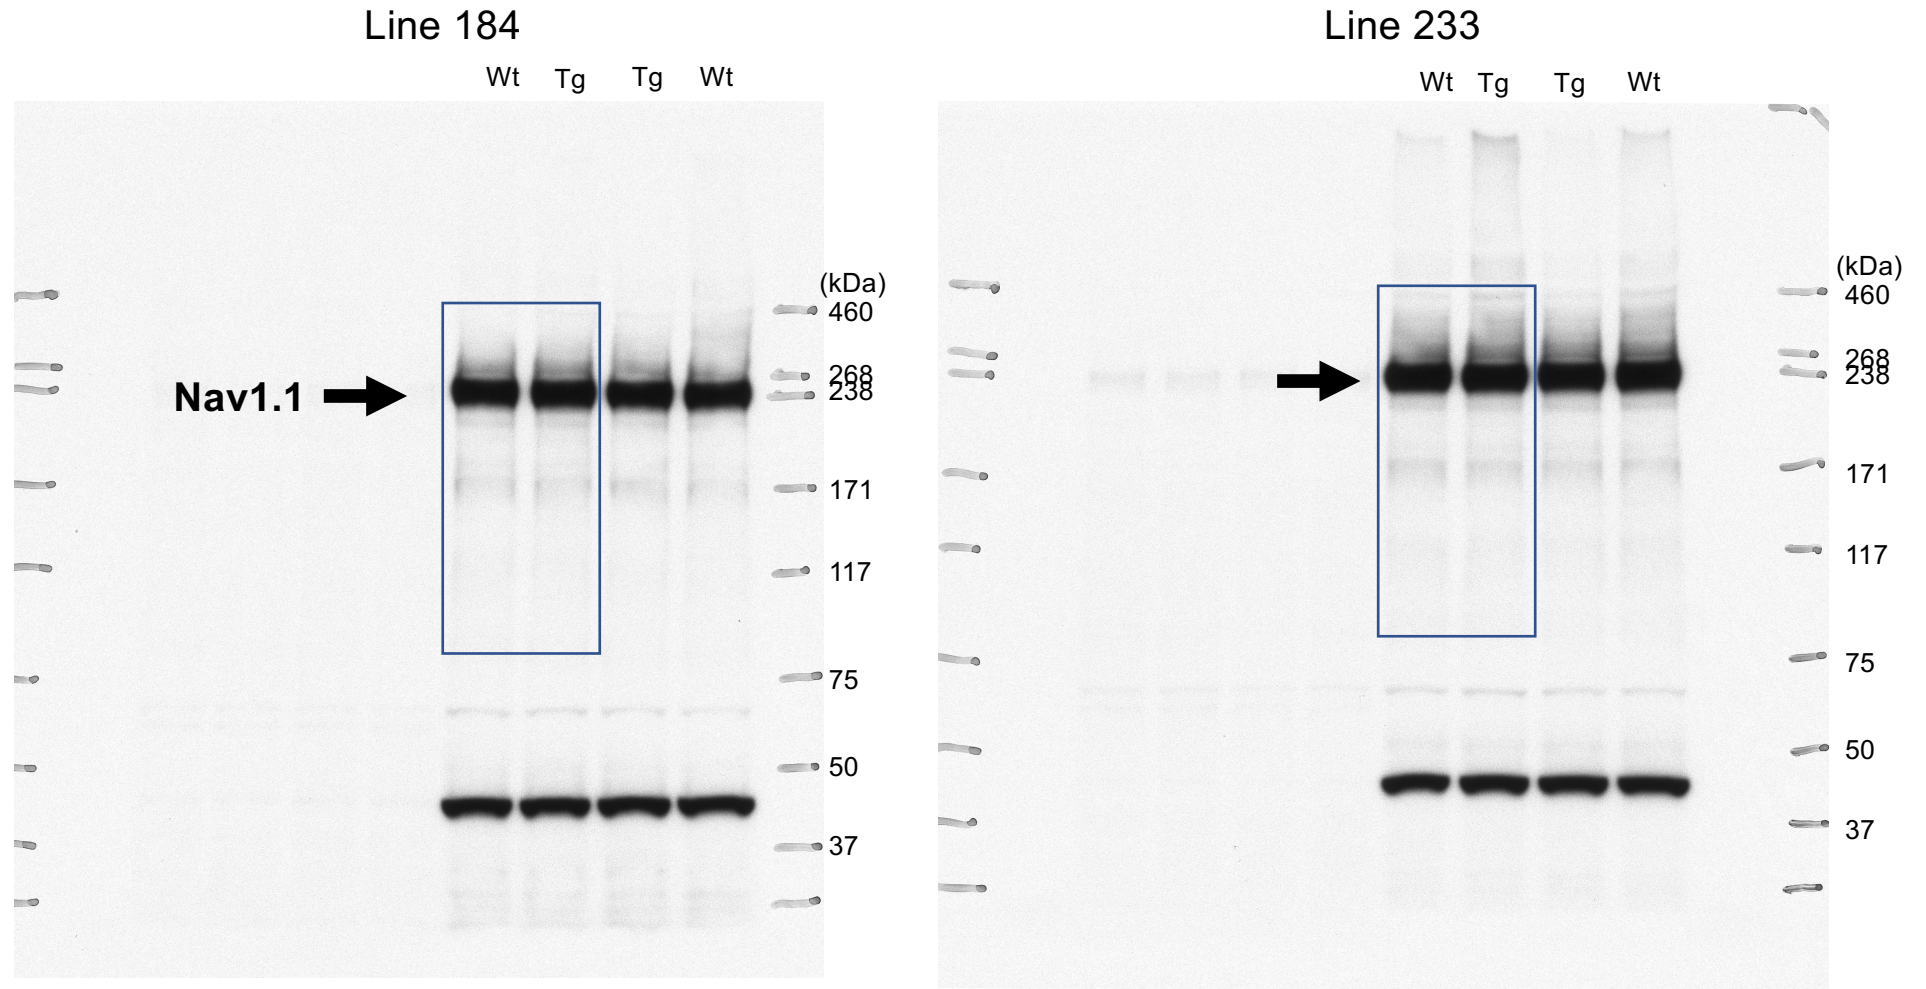 Line 184
Wt Tg Tg Wt
(kDa)
460
268
238
Nav1.1
171
117
75
50
37
Line 233
Wt Tg Tg Wt
(kDa)
460
268
238
171
117
75
50
37